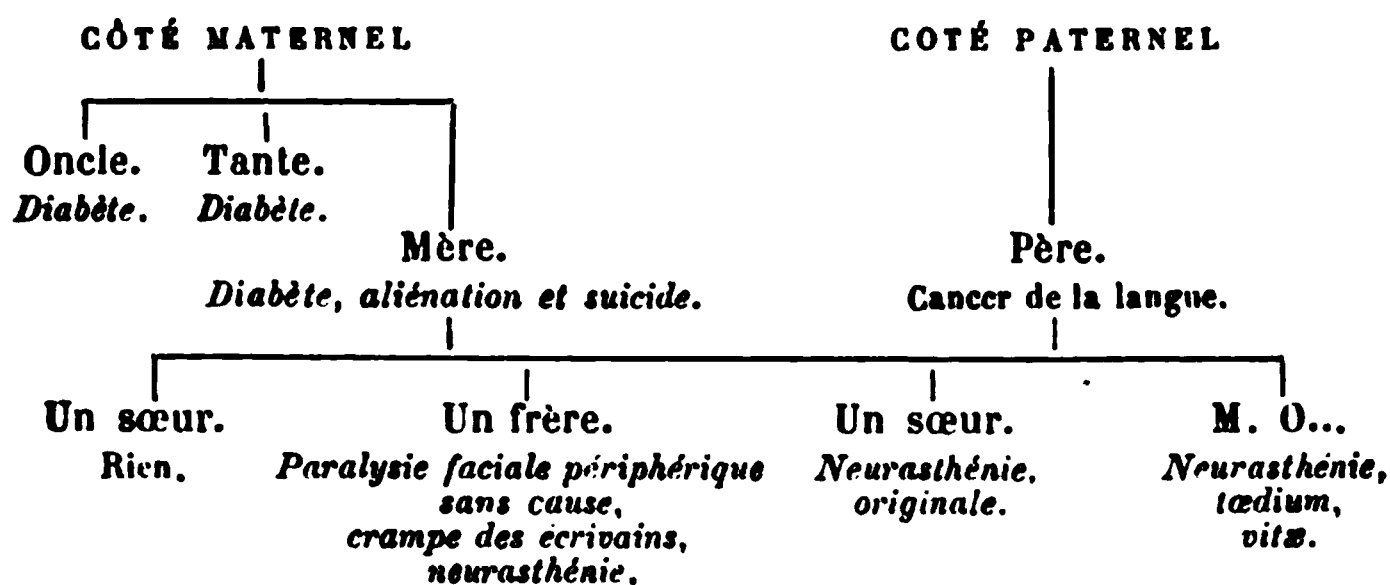 CÔTÉ MATERNEL
COTÉ PATERNEL
Oncle. Tante.
Diabète. Diabète.
Mère.
Diabète, aliénation et suicide.
Père.
Cancer de la langue.
Un sœur.
Rien.
Un frère.
Paralysie faciale périphérique
sans cause,
crampe des écrivains,
neurasthénie.
Un sœur.
Neurasthénie,
originale.
M. O...
Neurasthénie,
tædium,
vitæ.